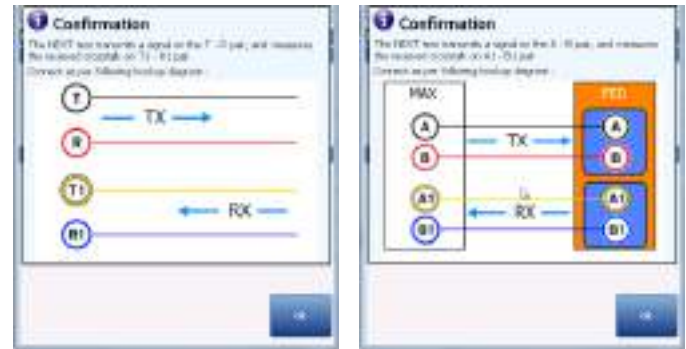 Confirmation
The NEXT test transmits a signal on the T - R pair, and measures
the received crosstalk on T1 - R1 pair
Connect as per following hookup diagram :
T
TX
R
T1
RX
R1
ok
Confirmation
The NEXT test transmits a signal on the A - B pair, and measures
the received crosstalk on A1 - B1 pair
Connect as per following hookup diagram :
MAX
FED
A
TX
A
B
B
A1
A1
RX
B1
B1
ok